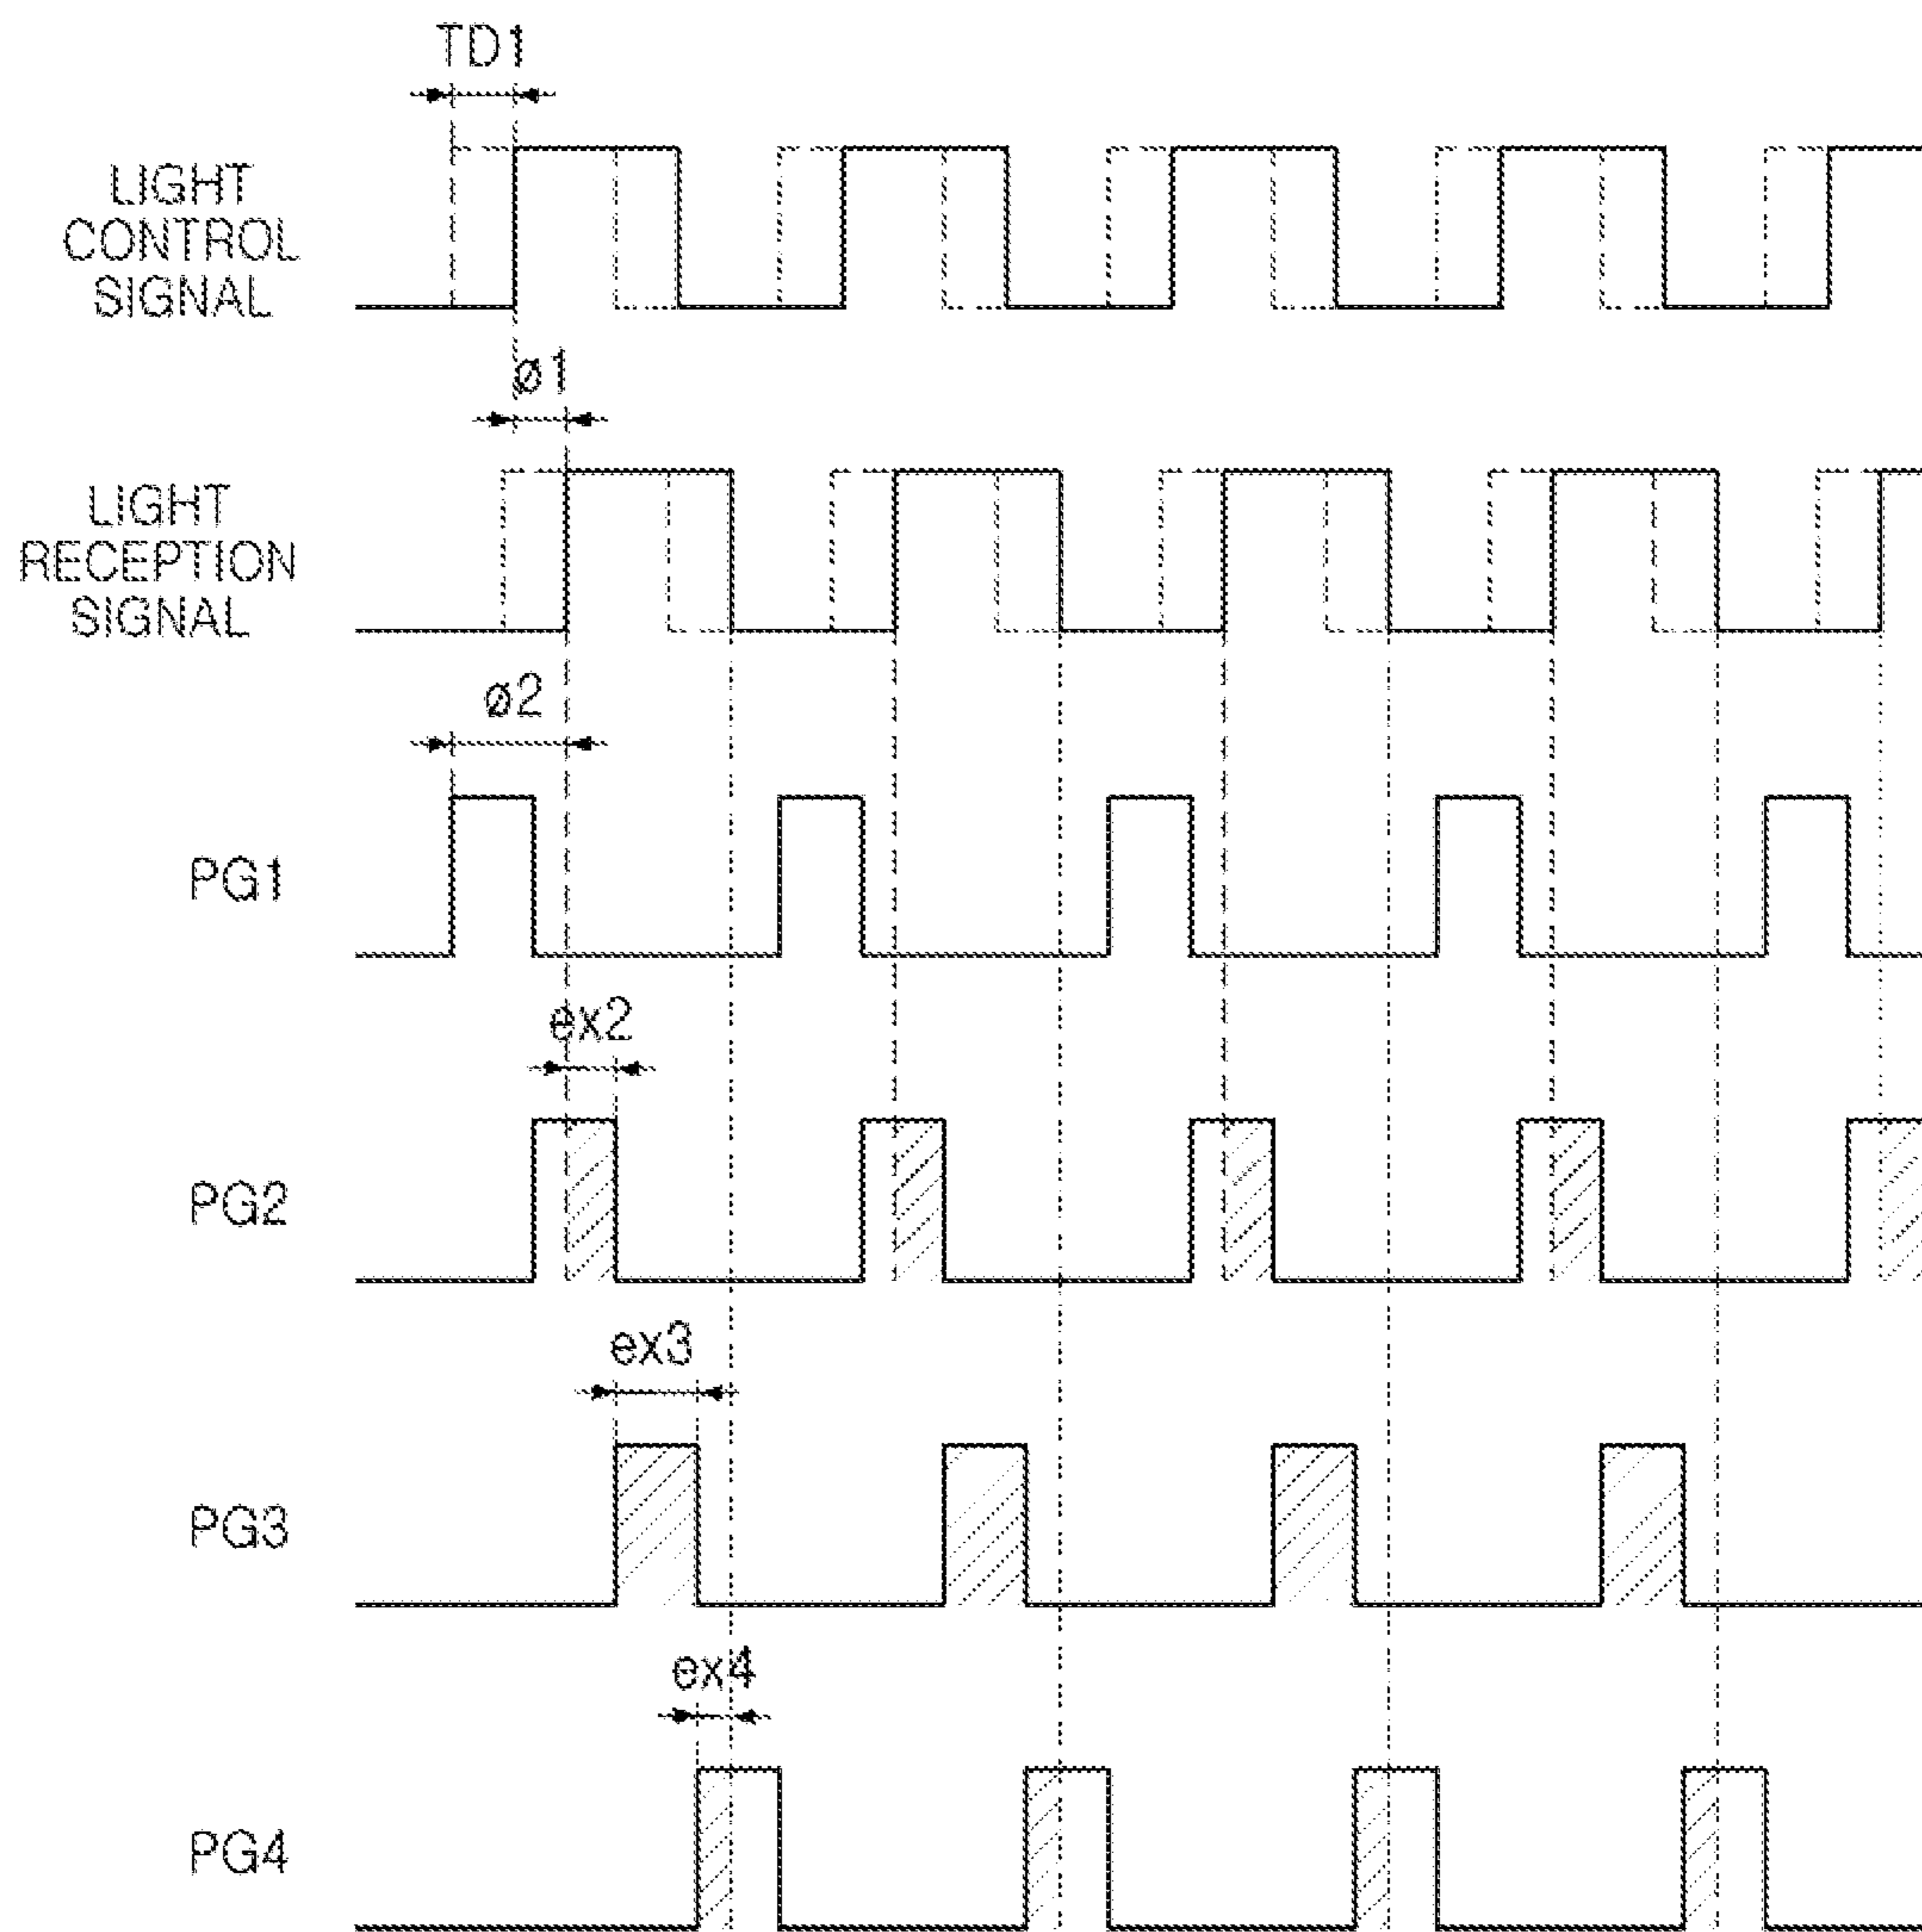 TD1
LIGHT
CONTROL
SIGNAL
ø1
LIGHT
RECEPTION
SIGNAL
ø2
PG1
ex2
PG2
ex3
PG3
ex4
PG4